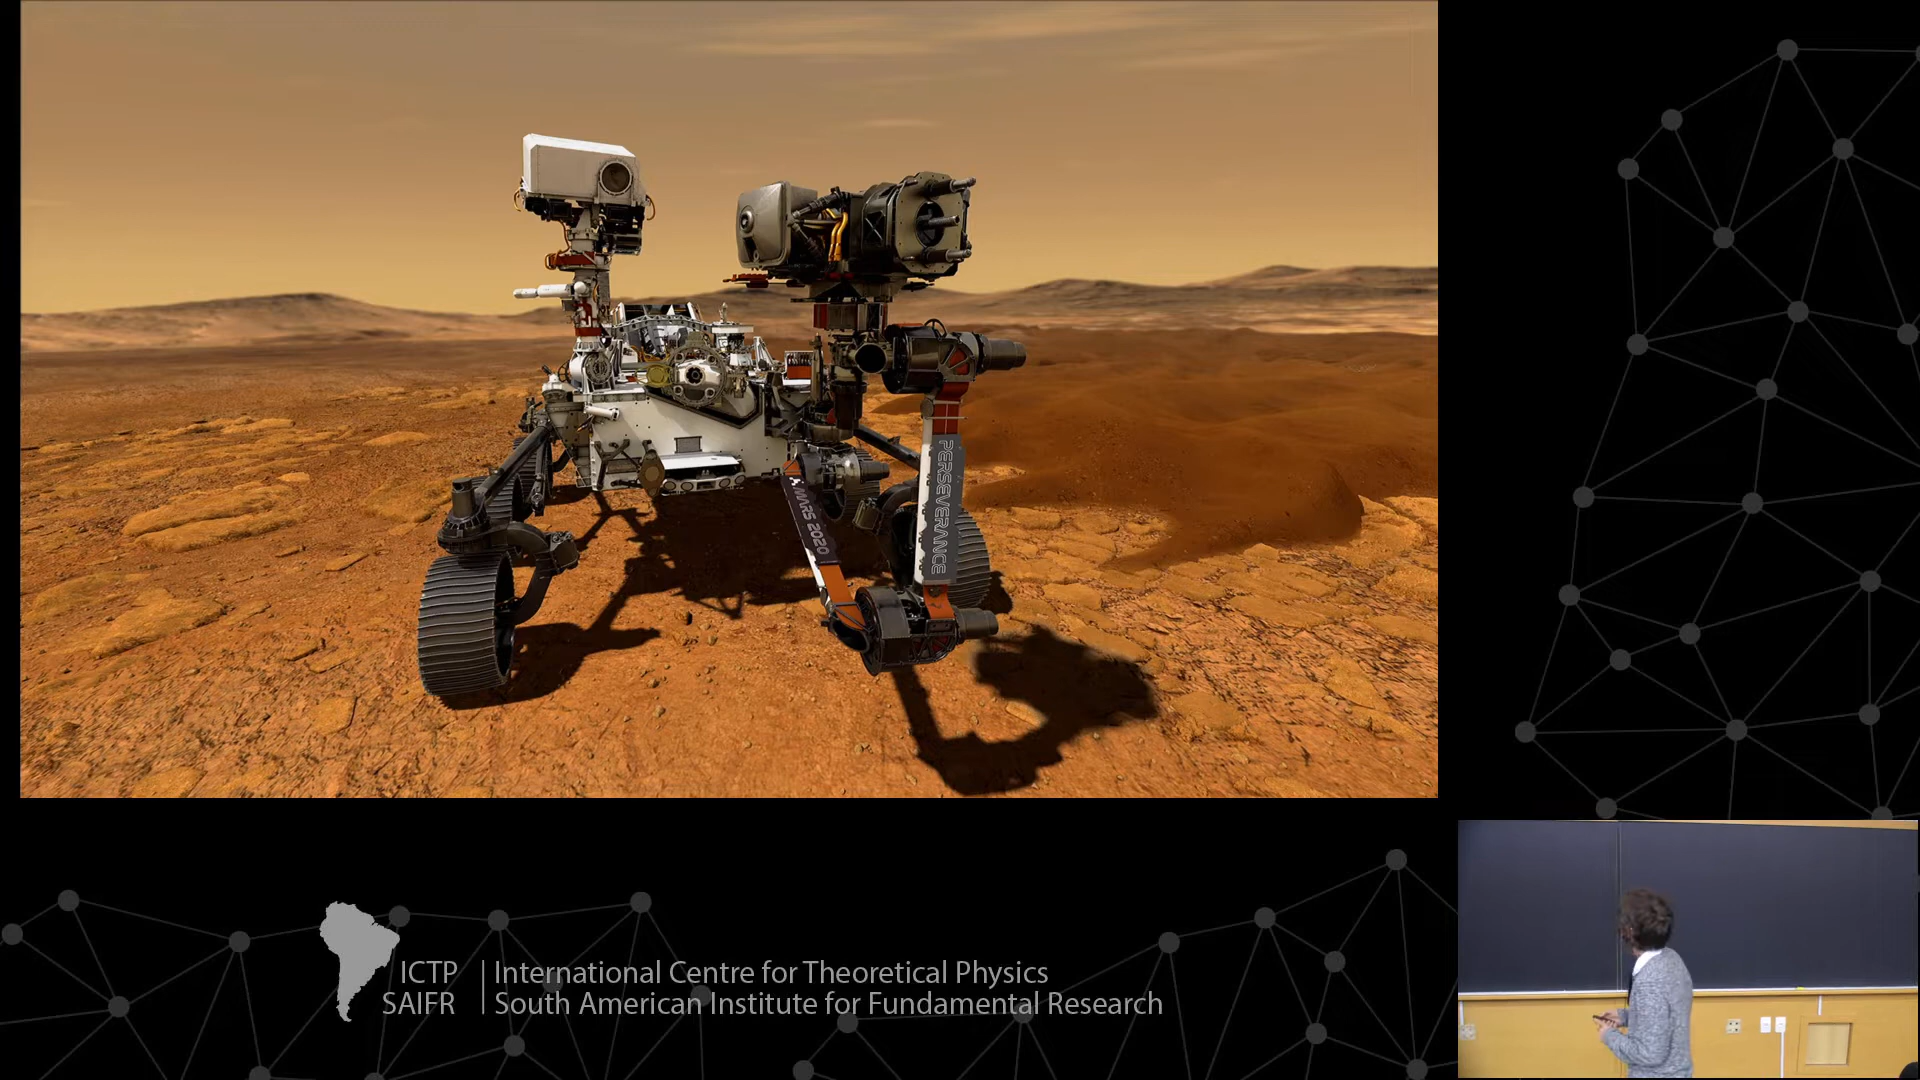 PERSEVERANCE
MARS 2020
ICTP | International Centre for Theoretical Physics
SAIFR | South American Institute for Fundamental Research